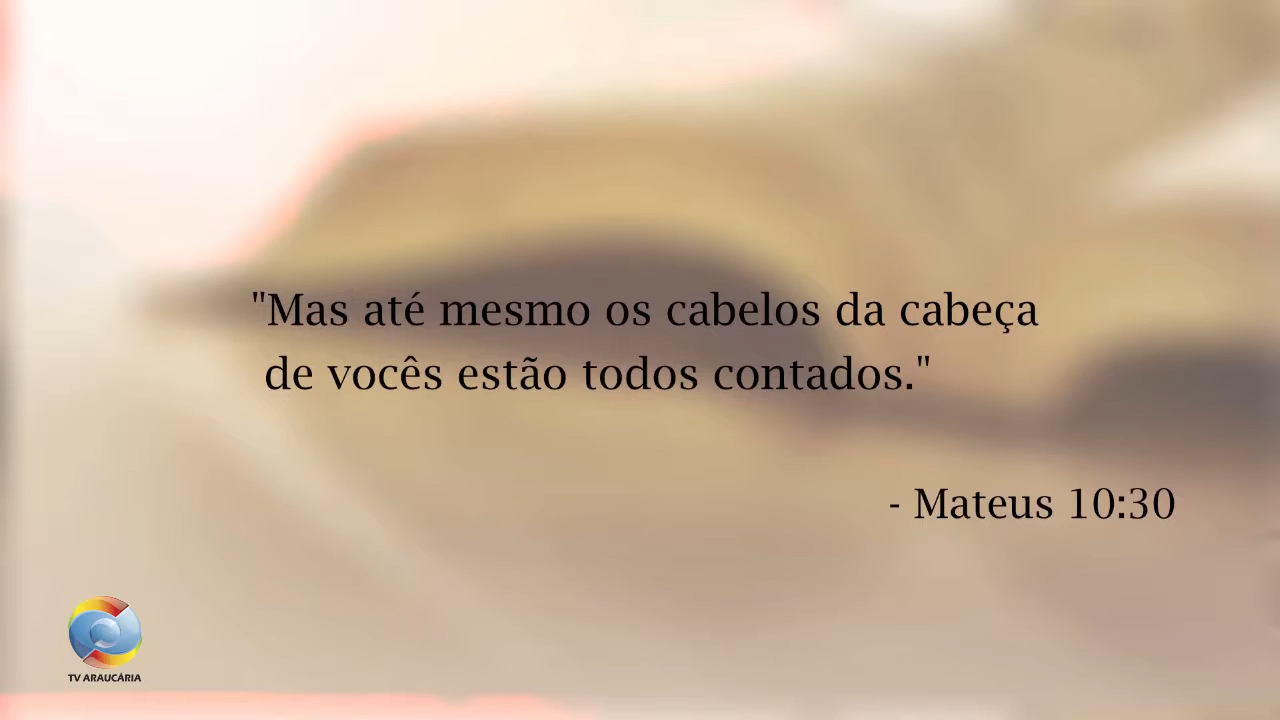 "Mas até mesmo os cabelos da cabeça
de vocês estão todos contados."
- Mateus 10:30
TV ARAUCÁRIA